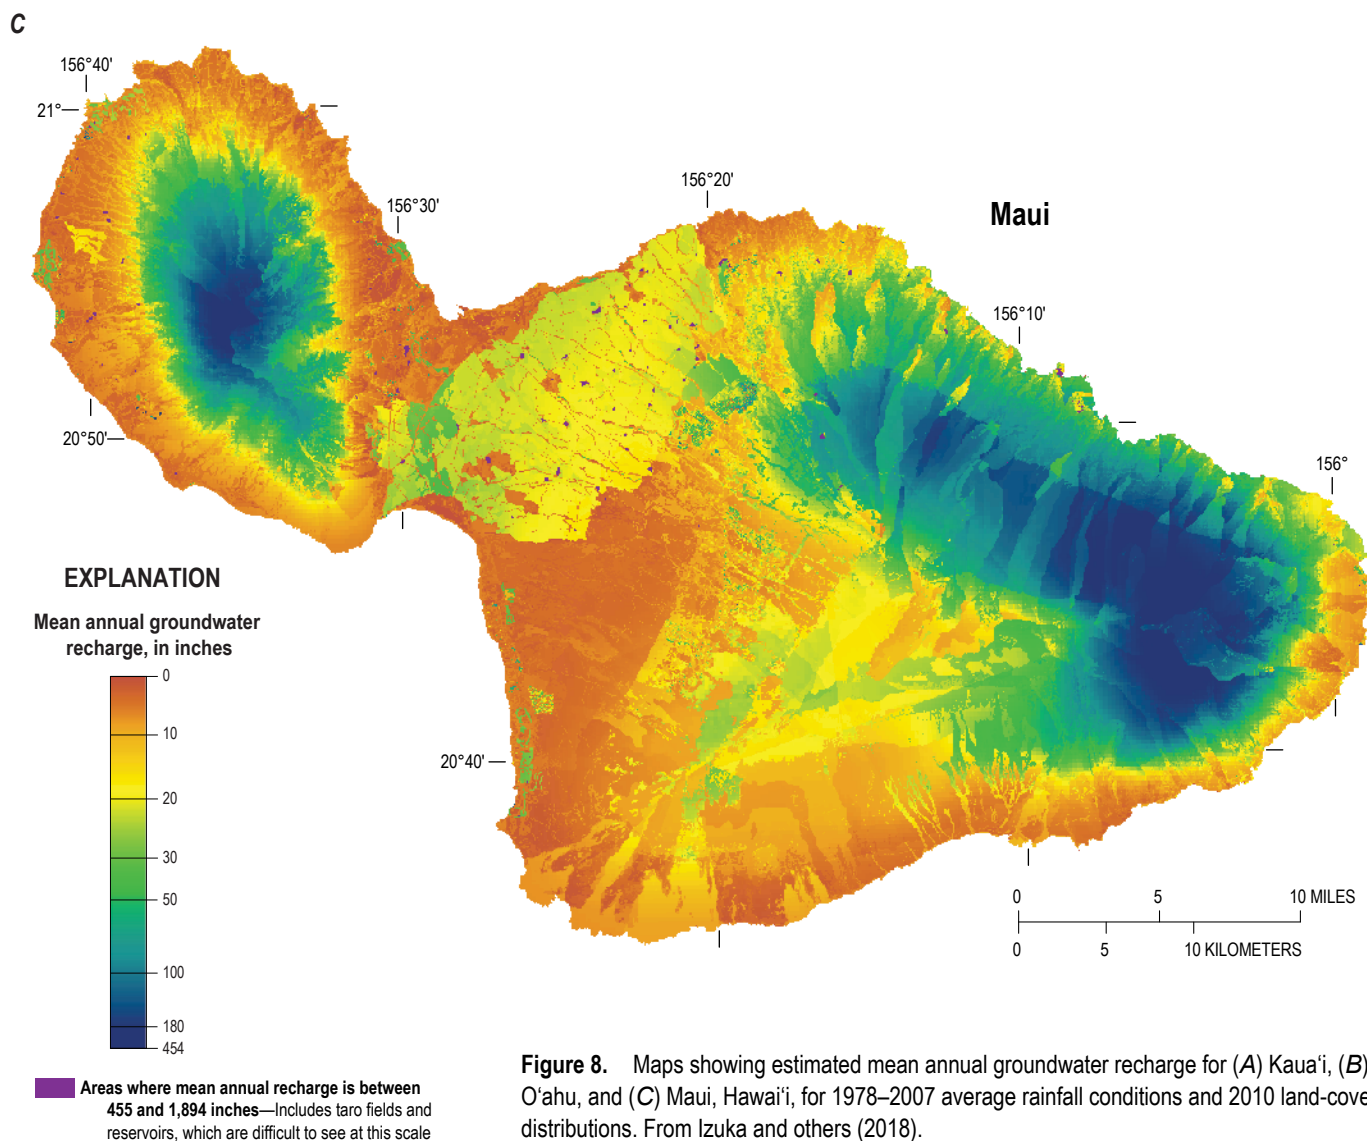 C
156°40'
21°
156°30'
156°20'
Maui
156°10'
156°
20°50'
20°40'
EXPLANATION
Mean annual groundwater
recharge, in inches
0
10
20
30
50
100
180
454
Areas where mean annual recharge is between
455 and 1,894 inches—Includes taro fields and
reservoirs, which are difficult to see at this scale
0 5 10 MILES
0 5 10 KILOMETERS
Figure 8. Maps showing estimated mean annual groundwater recharge for (A) Kauaʻi, (B)
Oʻahu, and (C) Maui, Hawaiʻi, for 1978–2007 average rainfall conditions and 2010 land-cove
distributions. From Izuka and others (2018).